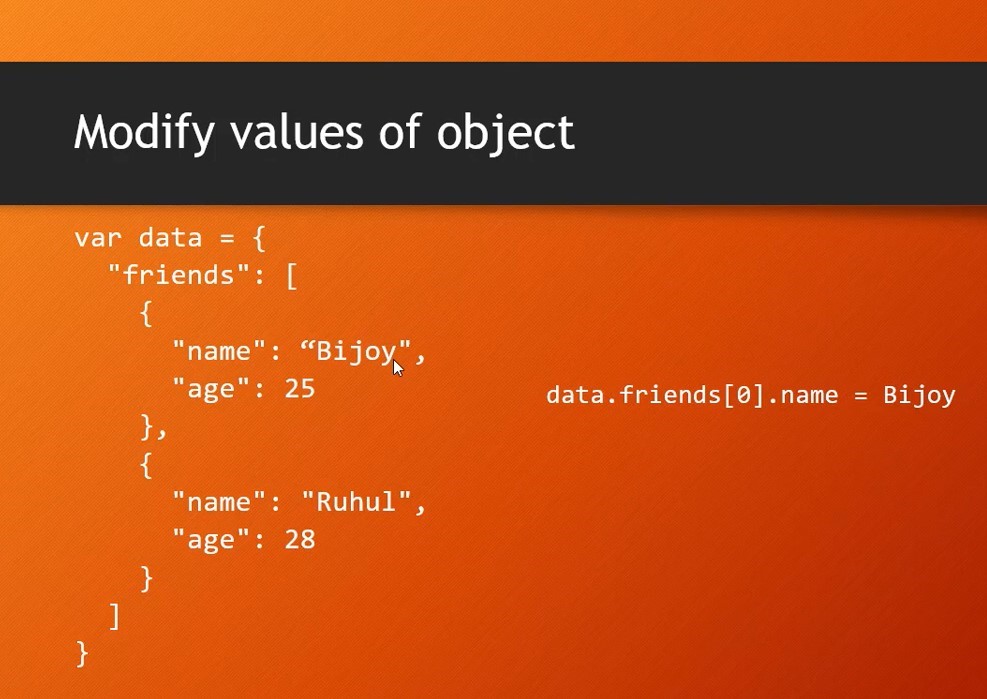 Modify values of object
var data = {
"friends": [
{
"name": “Bijoy",
"age": 25
data.friends[0].name = Bijoy
},
{
"name": "Ruhul",
"age": 28
}
]
}